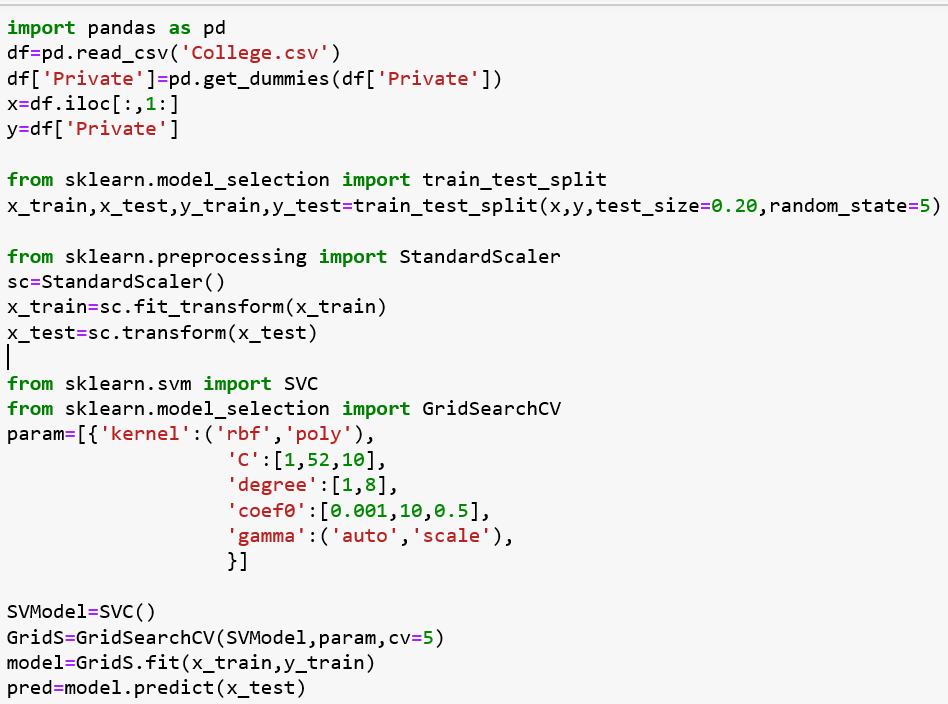 import pandas as pd
df=pd.read_csv('College.csv')
df['Private']=pd.get_dummies(df['Private'])
x=df.iloc[:,1:]
y=df['Private']
from sklearn.model_selection import train_test_split
x_train,x_test,y_train,y_test=train_test_split(x,y,test_size=0.20,random_state=5)
from sklearn.preprocessing import StandardScaler
sc=StandardScaler()
x_train=sc.fit_transform(x_train)
x_test=sc.transform(x_test)
from sklearn.svm import SVC
from sklearn.model_selection import GridSearchCV
param=[{'kernel':('rbf','poly'),
'C':[1,52,10],
'degree':[1,8],
'coef0':[0.001,10,0.5],
'gamma':('auto','scale'),
}]
SVModel=SVC()
GridS=GridSearchCV(SVModel,param,cv=5)
model=GridS.fit(x_train,y_train)
pred=model.predict(x_test)